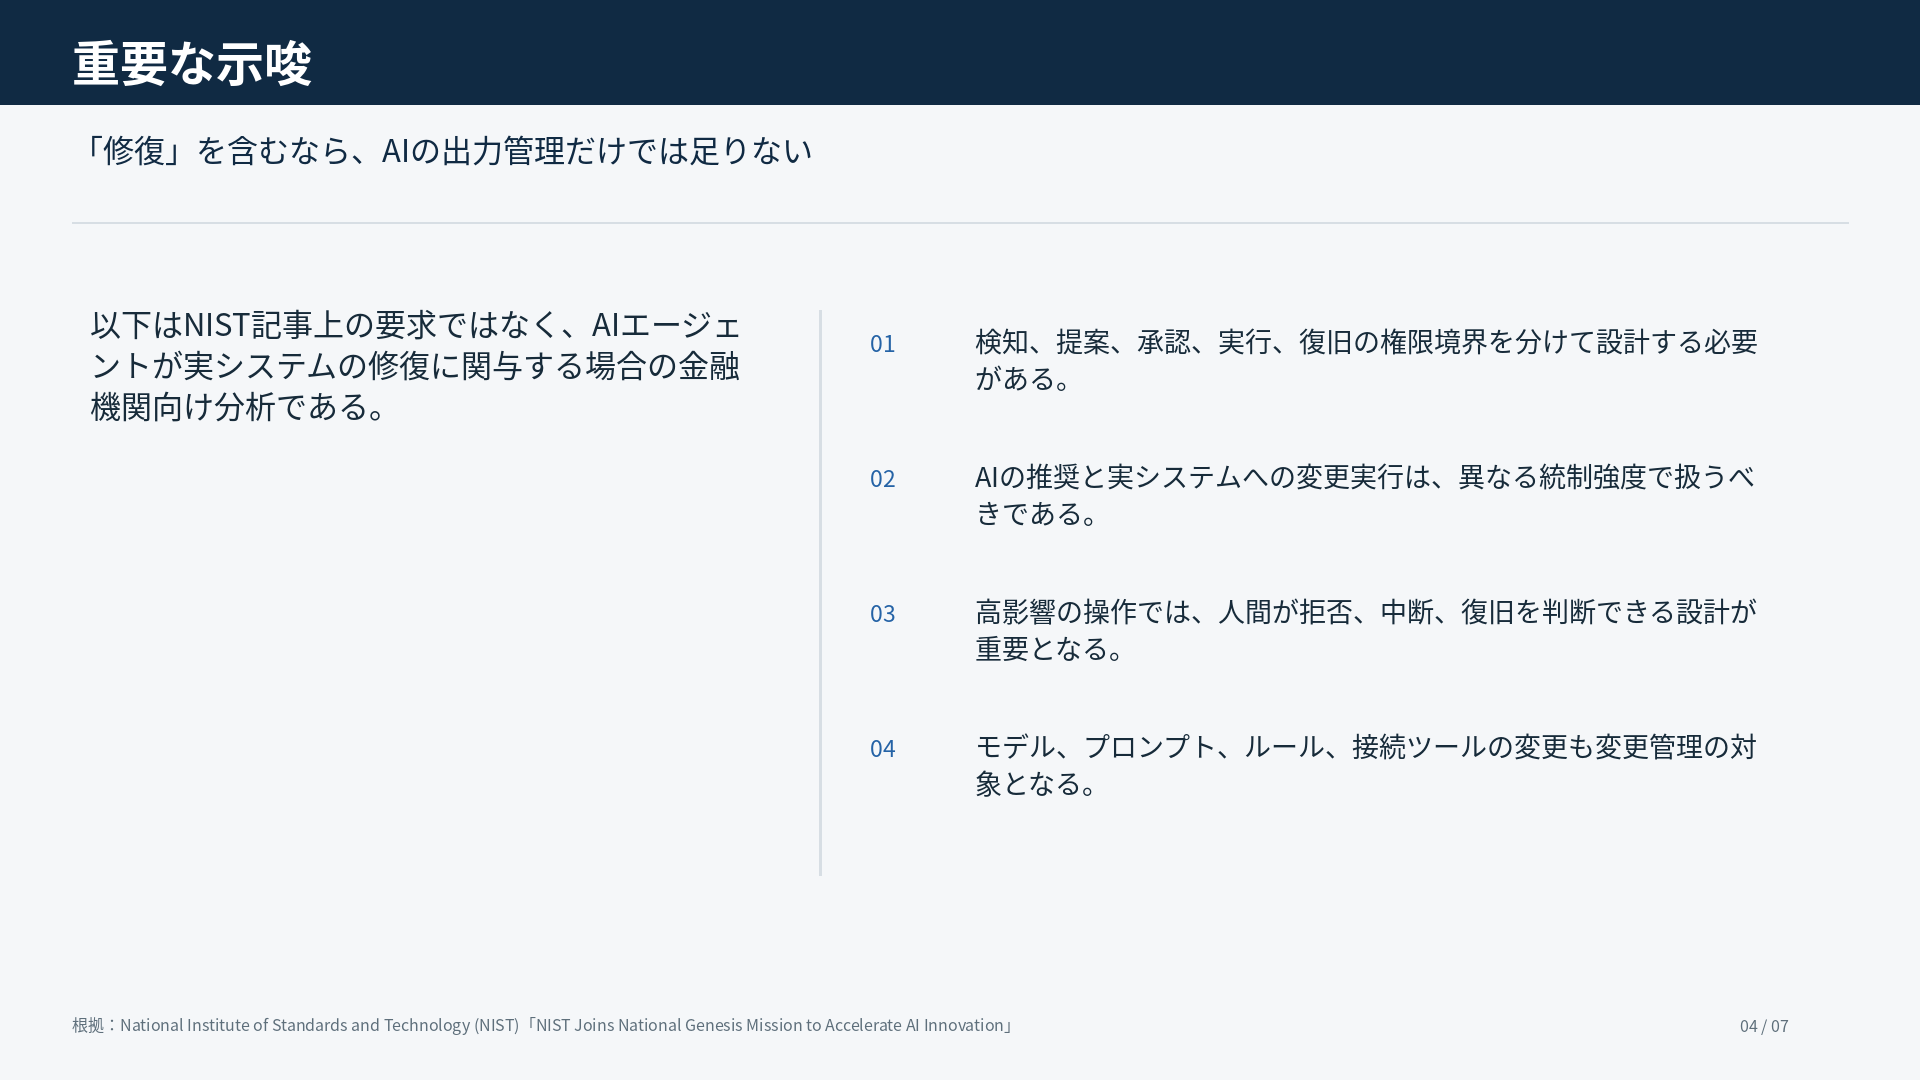 重要な示唆
「修復」を含むなら、AIの出力管理だけでは足りない
以下はNIST記事上の要求ではなく、AIエージェ
ントが実システムの修復に関与する場合の金融
機関向け分析である。
01
検知、提案、承認、実行、復旧の権限境界を分けて設計する必要
がある。
02
AIの推奨と実システムへの変更実行は、異なる統制強度で扱うべ
きである。
03
高影響の操作では、人間が拒否、中断、復旧を判断できる設計が
重要となる。
04
モデル、プロンプト、ルール、接続ツールの変更も変更管理の対
象となる。
根拠：National Institute of Standards and Technology (NIST)「NIST Joins National Genesis Mission to Accelerate AI Innovation」
04 / 07